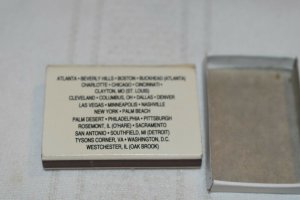 ATLANTA • BEVERLY HILLS • BOSTON • BUCKHEAD (ATLANTA)
CHARLOTTE • CHICAGO • CINCINNATI •
CLAYTON, MO (ST. LOUIS)
CLEVELAND • COLUMBUS, OH • DALLAS • DENVER
LAS VEGAS • MINNEAPOLIS • NASHVILLE
NEW YORK • PALM BEACH
PALM DESERT • PHILADELPHIA • PITTSBURGH
ROSEMONT, IL (O'HARE) • SACRAMENTO
SAN ANTONIO • SOUTHFIELD, MI (DETROIT)
TYSONS CORNER, VA • WASHINGTON, D.C.
WESTCHESTER, IL (OAK BROOK)